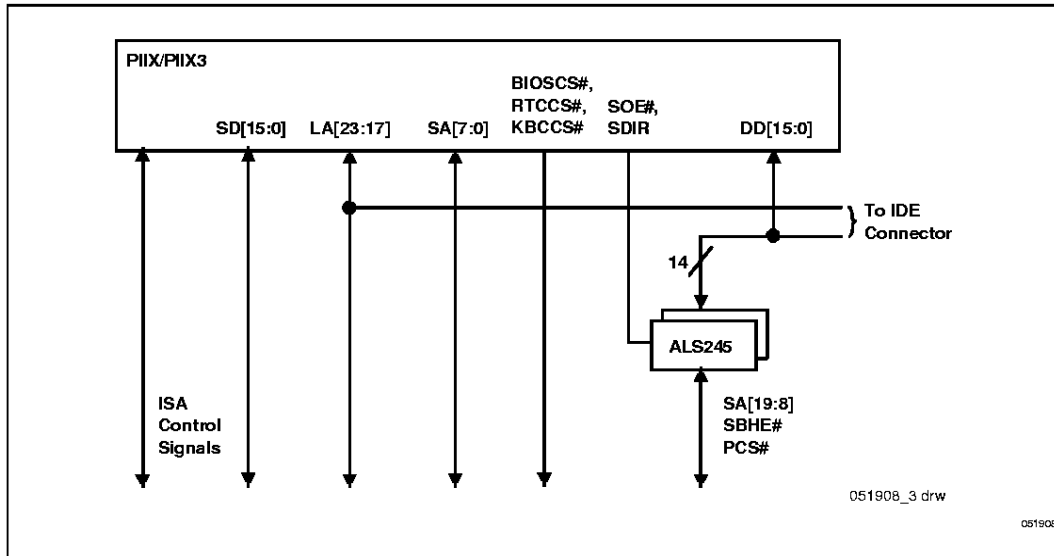 PIIX/PIIX3
BIOSCS#,
RTCCS#,
KBCCS#
SOE#,
SDIR
SD[15:0]
LA[23:17]
SA[7:0]
DD[15:0]
To IDE
Connector
14
ALS245
ISA
Control
Signals
SA[19:8]
SBHE#
PCS#
051908_3 drw
051908